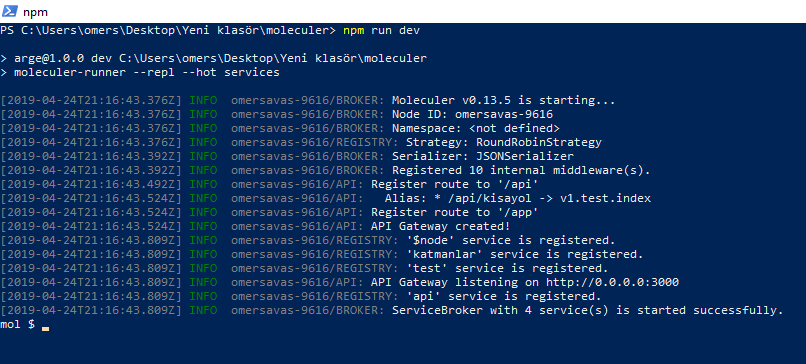 npm
PS C:\Users\omers\Desktop\Yeni klasör\moleculer> npm run dev
> arge@1.0.0 dev C:\Users\omers\Desktop\Yeni klasör\moleculer
> moleculer-runner --repl --hot services
[2019-04-24T21:16:43.376Z] INFO  omersavas-9616/BROKER: Moleculer v0.13.5 is starting...
[2019-04-24T21:16:43.376Z] INFO  omersavas-9616/BROKER: Node ID: omersavas-9616
[2019-04-24T21:16:43.376Z] INFO  omersavas-9616/BROKER: Namespace: <not defined>
[2019-04-24T21:16:43.376Z] INFO  omersavas-9616/REGISTRY: Strategy: RoundRobinStrategy
[2019-04-24T21:16:43.392Z] INFO  omersavas-9616/BROKER: Serializer: JSONSerializer
[2019-04-24T21:16:43.392Z] INFO  omersavas-9616/BROKER: Registered 10 internal middleware(s).
[2019-04-24T21:16:43.492Z] INFO  omersavas-9616/API: Register route to '/api'
[2019-04-24T21:16:43.524Z] INFO  omersavas-9616/API:   Alias: * /api/kisayol -> v1.test.index
[2019-04-24T21:16:43.524Z] INFO  omersavas-9616/API: Register route to '/app'
[2019-04-24T21:16:43.524Z] INFO  omersavas-9616/API: API Gateway created!
[2019-04-24T21:16:43.809Z] INFO  omersavas-9616/REGISTRY: '$node' service is registered.
[2019-04-24T21:16:43.809Z] INFO  omersavas-9616/REGISTRY: 'katmanlar' service is registered.
[2019-04-24T21:16:43.809Z] INFO  omersavas-9616/REGISTRY: 'test' service is registered.
[2019-04-24T21:16:43.809Z] INFO  omersavas-9616/API: API Gateway listening on http://0.0.0.0:3000
[2019-04-24T21:16:43.809Z] INFO  omersavas-9616/REGISTRY: 'api' service is registered.
[2019-04-24T21:16:43.809Z] INFO  omersavas-9616/BROKER: ServiceBroker with 4 service(s) is started successfully.
mol $